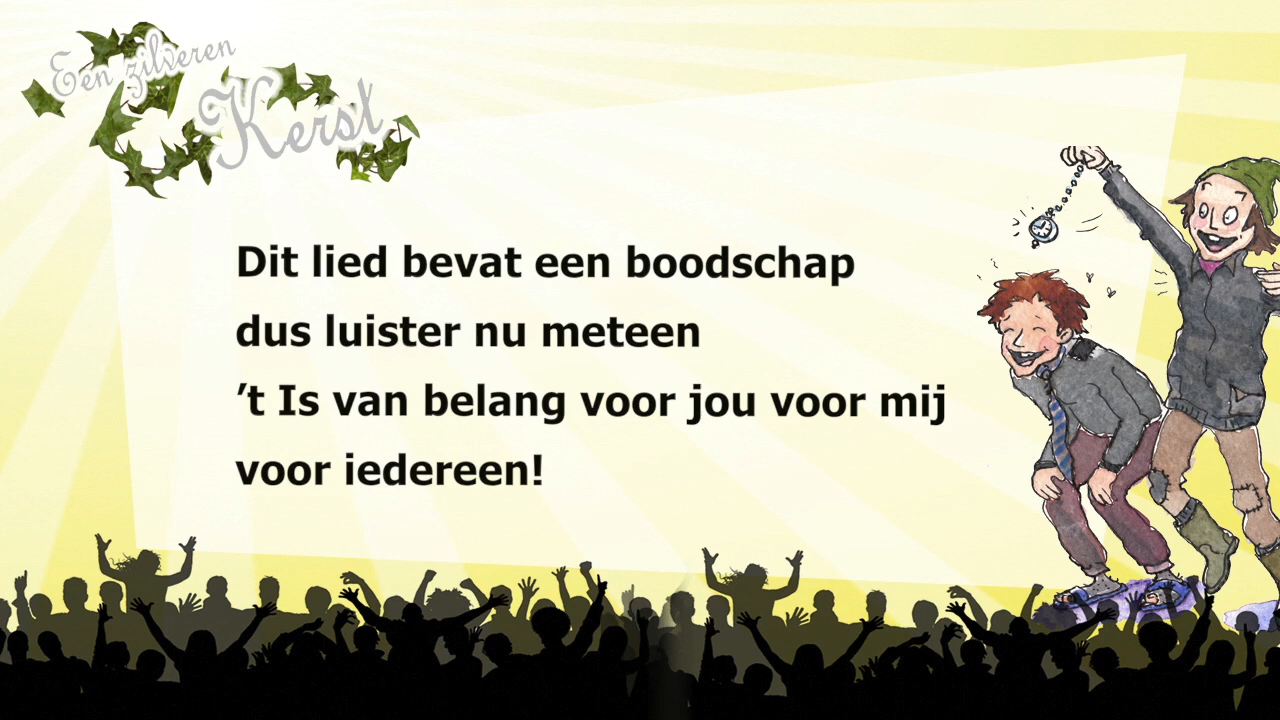 Een zilveren
Kerst
Dit lied bevat een boodschap
dus luister nu meteen
’t Is van belang voor jou voor mij
voor iedereen!